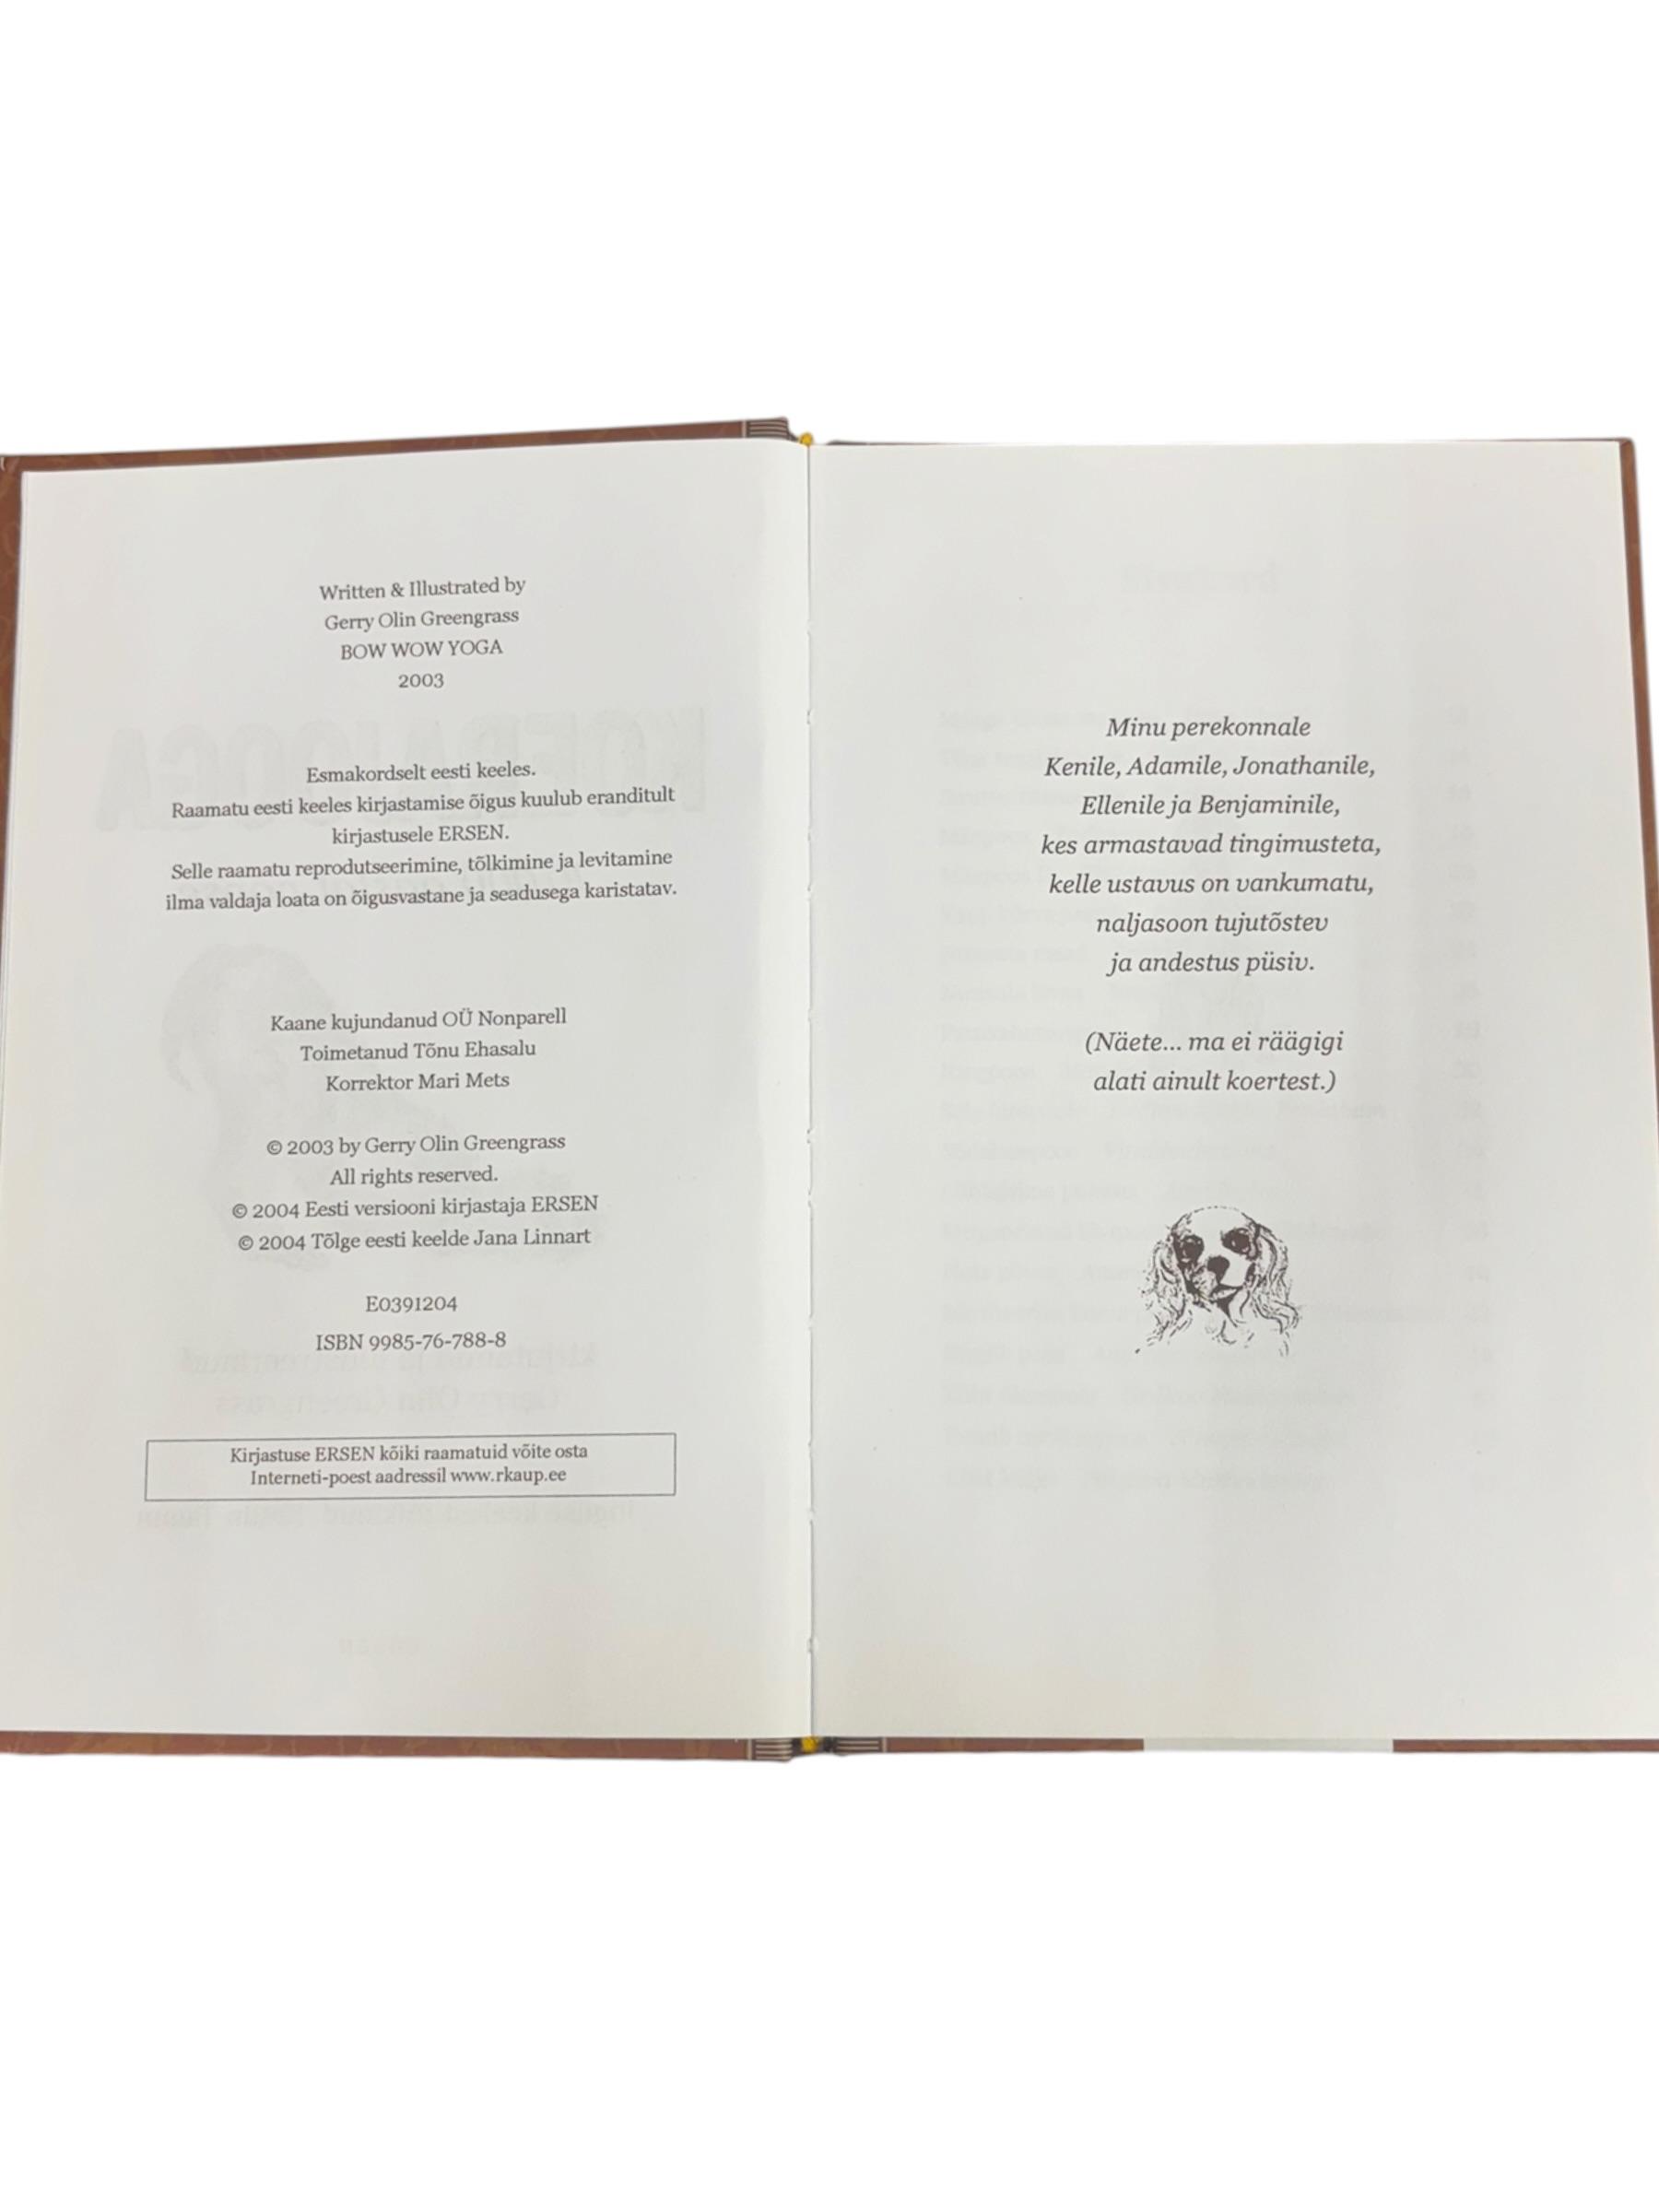 Written & Illustrated by
Gerry Olin Greengrass
BOW WOW YOGA
2003
Esmakordselt eesti keeles.
Raamatu eesti keeles kirjastamise õigus kuulub eranditult
kirjastusele ERSEN.
Selle raamatu reprodutseerimine, tõlkimine ja levitamine
ilma valdaja loata on õigusvastane ja seadusega karistatav.
Kaane kujundanud OÜ Nonparell
Toimetanud Tõnu Ehasalu
Korrektor Mari Mets
© 2003 by Gerry Olin Greengrass
All rights reserved.
© 2004 Eesti versiooni kirjastaja ERSEN
© 2004 Tõlge eesti keelde Jana Linnart
E0391204
ISBN 9985-76-788-8
Kirjastuse ERSEN kõiki raamatuid võite osta
Interneti-poest aadressil www.rkaup.ee
Minu perekonnale
Kenile, Adamile, Jonathanile,
Ellenile ja Benjaminile,
kes armastavad tingimusteta,
kelle ustavus on vankumatu,
naljasoon tujutõstev
ja andestus püsiv.
(Näete... ma ei räägigi
alati ainult koertest.)